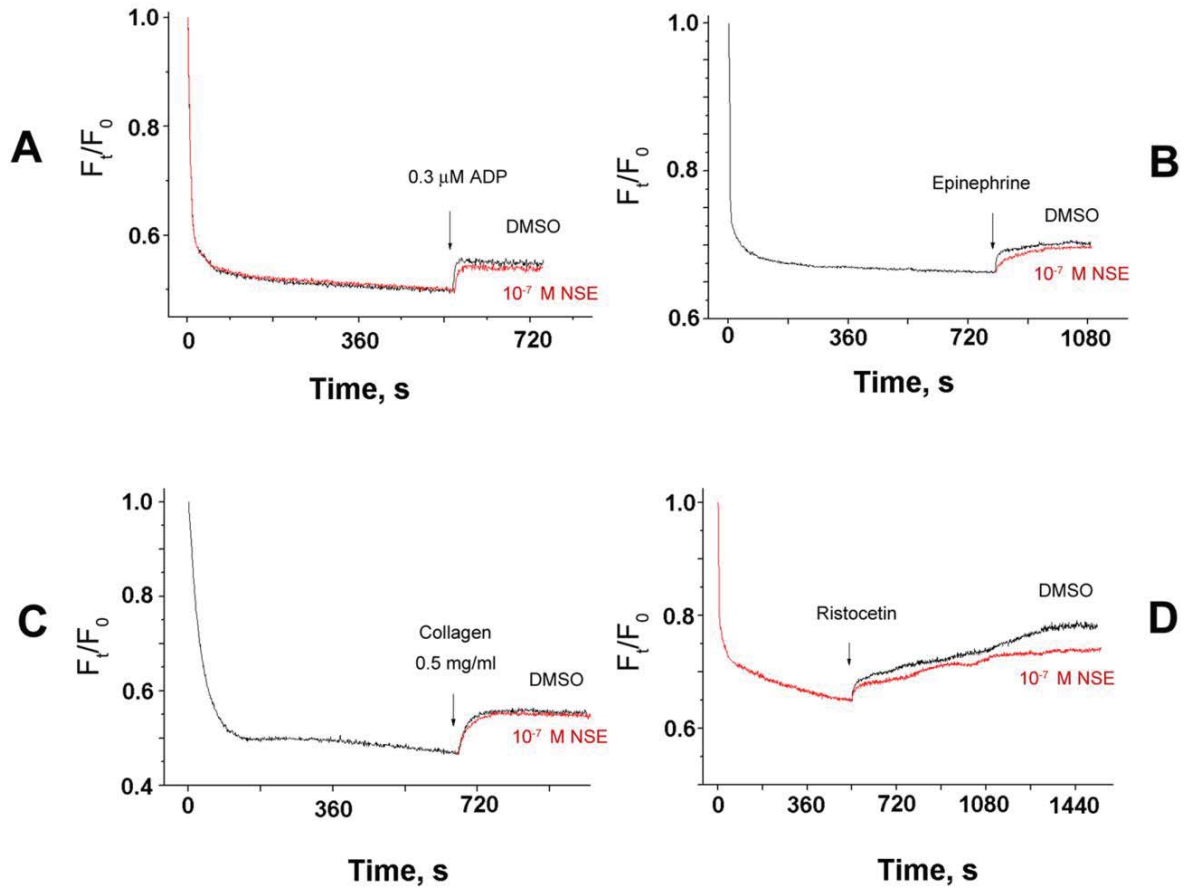 A
F_t/F_0
1.0
0.8
0.6
0.3 μM ADP
DMSO
10^-7 M NSE
0
360
720
Time, s
B
F_t/F_0
1.0
0.8
0.6
Epinephrine
DMSO
10^-7 M NSE
0
360
720
1080
Time, s
C
F_t/F_0
1.0
0.8
0.6
0.4
Collagen
0.5 mg/ml
DMSO
10^-7 M NSE
0
360
720
Time, s
D
F_t/F_0
1.0
0.8
0.6
Ristocetin
DMSO
10^-7 M NSE
0
360
720
1080
1440
Time, s